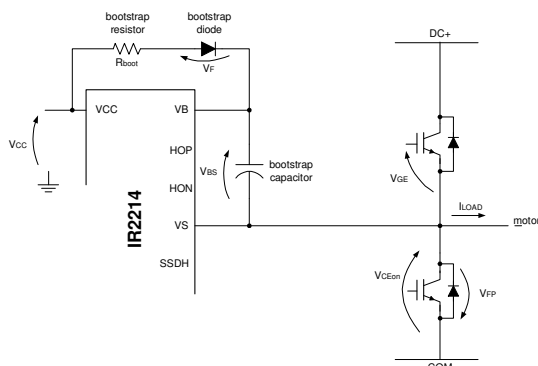 bootstrap
resistor
bootstrap
diode
Rboot
VF
DC+
VCC
VB
VCC
HOP
VBS
bootstrap
capacitor
HON
VGE
IR2214
ILOAD
VS
motor
SSDH
VCEon
VFP
COM